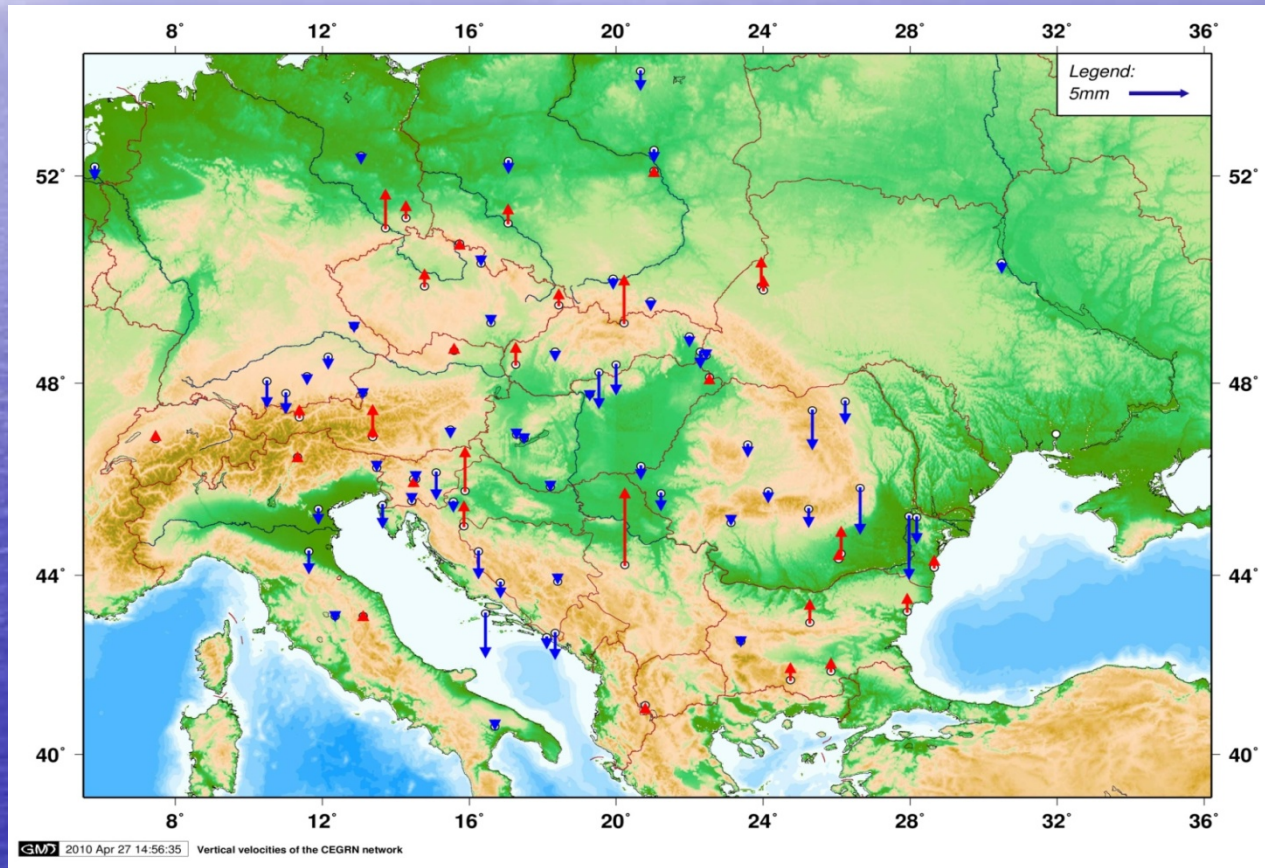 8° 12° 16° 20° 24° 28° 32° 36°
Legend:
5mm
52° 52°
48° 48°
44° 44°
40° 40°
8° 12° 16° 20° 24° 28° 32° 36°
GMT 2010 Apr 27 14:56:35 Vertical velocities of the CEGRN network